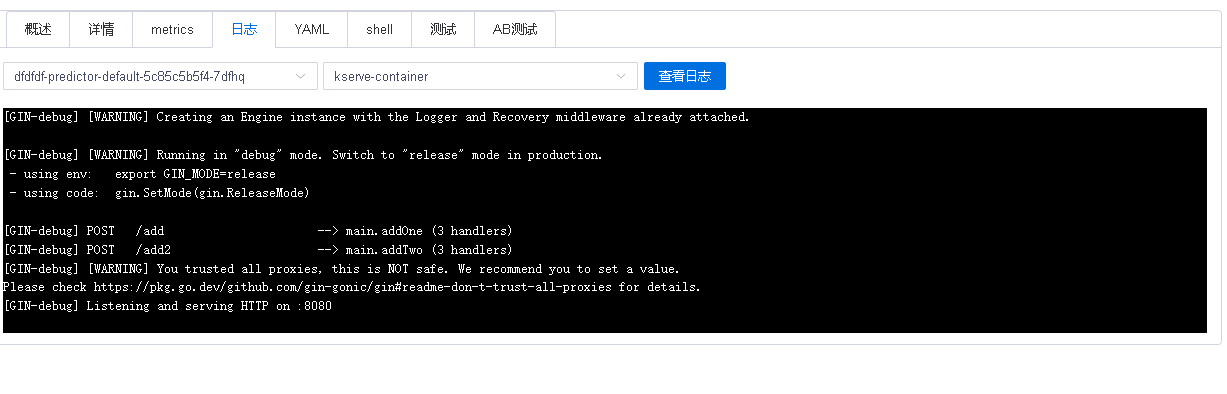 概述 详情 metrics 日志 YAML shell 测试 AB测试
dfdfdf-predictor-default-5c85c5b5f4-7dfhq kserve-container 查看日志
[GIN-debug] [WARNING] Creating an Engine instance with the Logger and Recovery middleware already attached.
[GIN-debug] [WARNING] Running in "debug" mode. Switch to "release" mode in production.
- using env: export GIN_MODE=release
- using code: gin.SetMode(gin.ReleaseMode)
[GIN-debug] POST /add --> main.addOne (3 handlers)
[GIN-debug] POST /add2 --> main.addTwo (3 handlers)
[GIN-debug] [WARNING] You trusted all proxies, this is NOT safe. We recommend you to set a value.
Please check https://pkg.go.dev/github.com/gin-gonic/gin#readme-don-t-trust-all-proxies for details.
[GIN-debug] Listening and serving HTTP on :8080